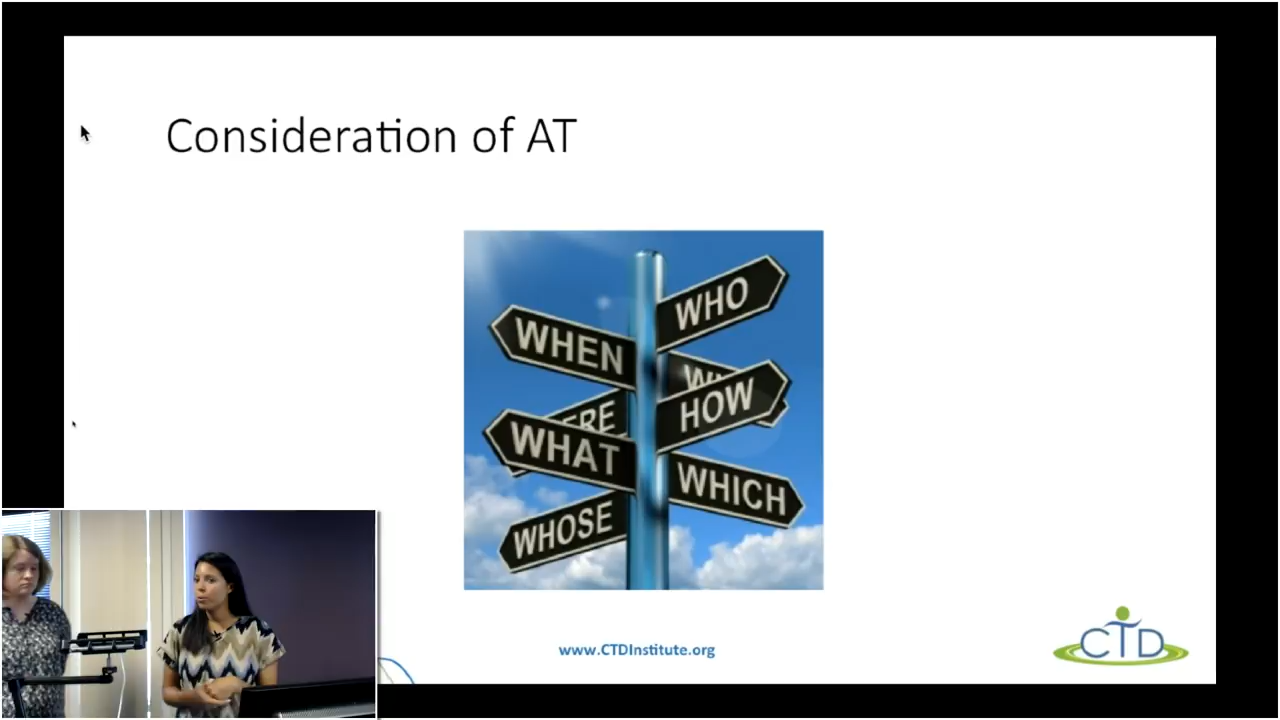 Consideration of AT
WHO
WHEN
HOW
WHAT
WHICH
WHOSE
www.CTDInstitute.org
CTD